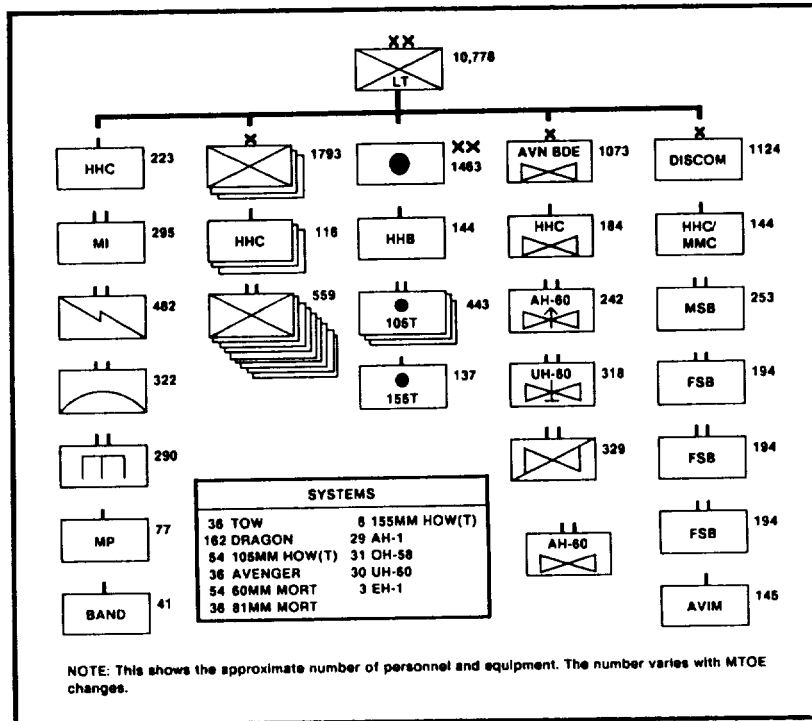 10,778
LT
HHC 223
1793
1463
AVN BDE 1073
DISCOM 1124
MI 295
HHC 116
HHB 144
HHC 184
HHC/
MMC 144
482
559
105T 443
AH-60 242
MSB 253
322
155T 137
UH-60 318
FSB 194
290
329
FSB 194
MP 77
AH-60
FSB 194
BAND 41
AVIM 145
SYSTEMS
36 TOW 8 155MM HOW(T)
162 DRAGON 29 AH-1
54 105MM HOW(T) 31 OH-58
36 AVENGER 30 UH-60
54 60MM MORT 3 EH-1
36 81MM MORT
NOTE: This shows the approximate number of personnel and equipment. The number varies with MTOE
changes.